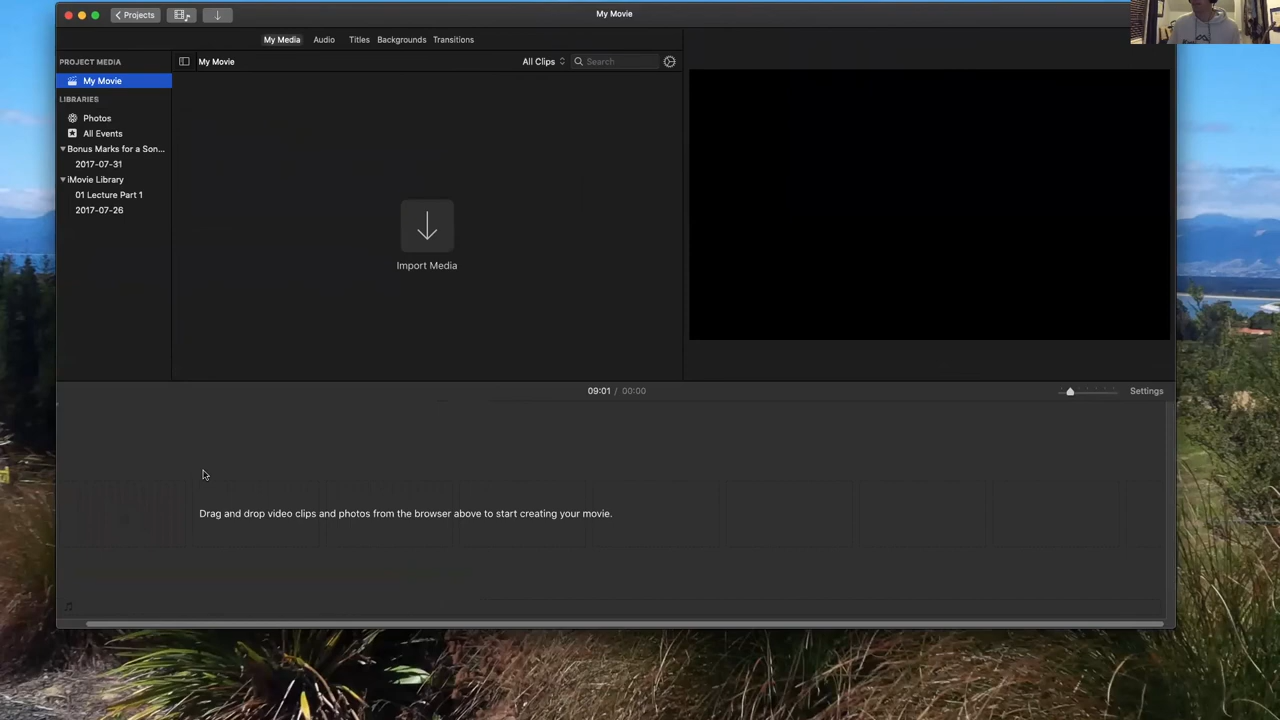 Projects
My Movie
My Media
Audio
Titles
Backgrounds
Transitions
PROJECT MEDIA
My Movie
All Clips
Search
My Movie
LIBRARIES
Photos
All Events
Bonus Marks for a Son...
2017-07-31
iMovie Library
01 Lecture Part 1
2017-07-26
Import Media
09:01 / 00:00
Settings
Drag and drop video clips and photos from the browser above to start creating your movie.